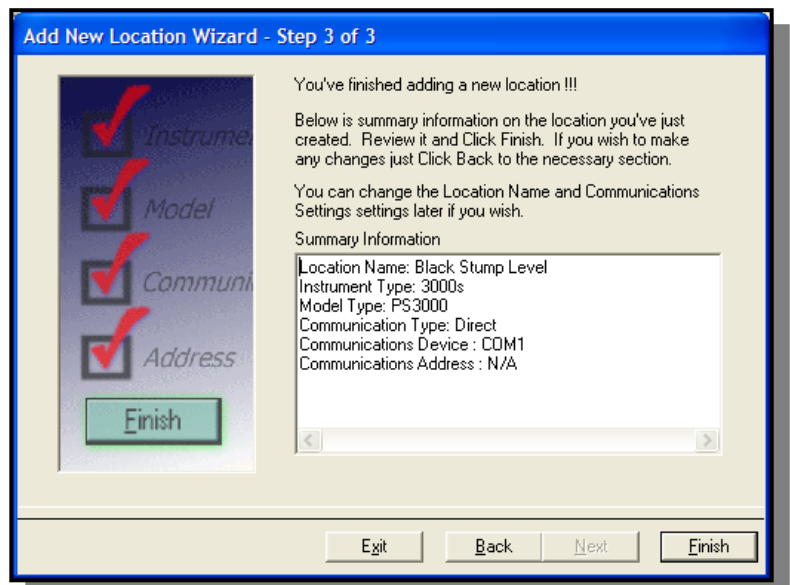 Add New Location Wizard - Step 3 of 3
Model
Address
Finish
You've finished adding a new location !!!
Below is summary information on the location you've just
created. Review it and Click Finish. If you wish to make
any changes just Click Back to the necessary section.
You can change the Location Name and Communications
Settings settings later if you wish.
Summary Information
Location Name: Black Stump Level
Instrument Type: 3000s
Model Type: PS3000
Communication Type: Direct
Communications Device : COM1
Communications Address : N/A
Exit
Back
Next
Finish